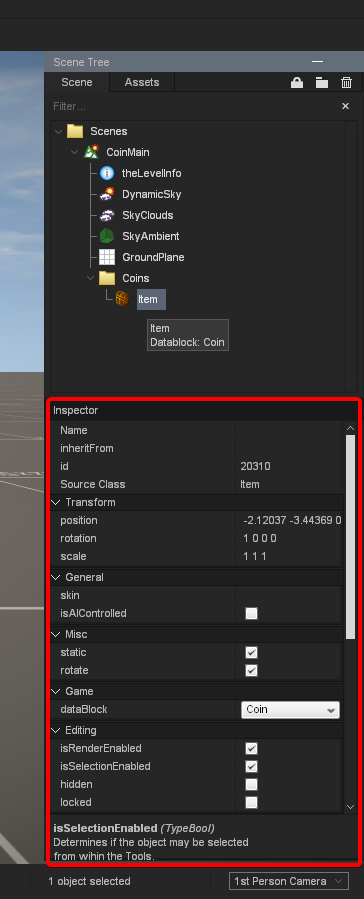 Scene Tree
Scene Assets
Filter...
Scenes
CoinMain
theLevelInfo
DynamicSky
SkyClouds
SkyAmbient
GroundPlane
Coins
Item
Item
Datablock: Coin
Inspector
Name
inheritFrom
id 20310
Source Class Item
Transform
position -2.12037 -3.44369 0
rotation 1 0 0 0
scale 1 1 1
General
skin
isAIControlled
Misc
static
rotate
Game
dataBlock Coin
Editing
isRenderEnabled
isSelectionEnabled
hidden
locked
isSelectionEnabled (TypeBool)
Determines if the object may be selected
from wihin the Tools.
1 object selected 1st Person Camera